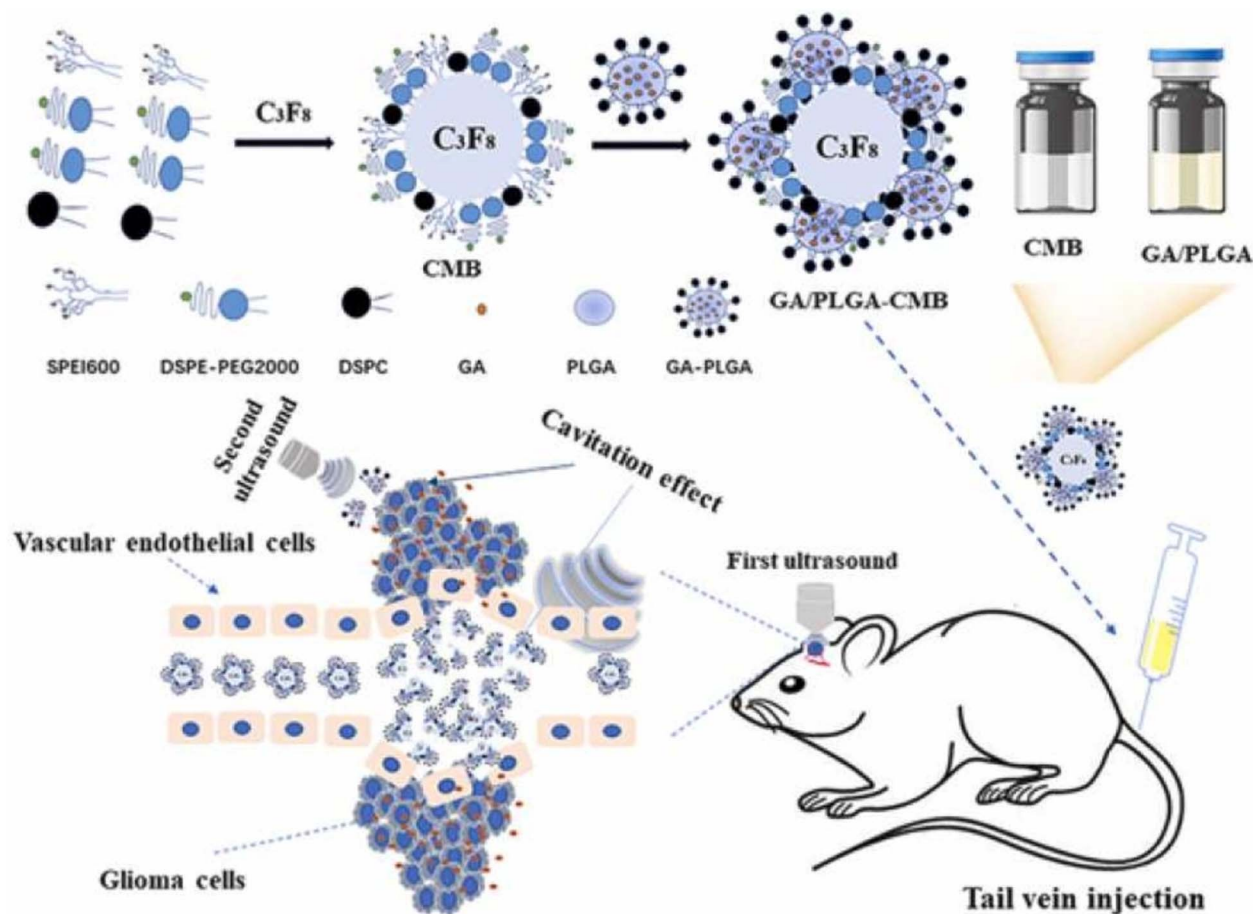 C₃F₈
C₃F₈
C₃F₈
CMB
GA/PLGA-CMB
CMB
GA/PLGA
SPEI600
DSPE-PEG2000
DSPC
GA
PLGA
GA-PLGA
C₃F₈
Second
ultrasound
Cavitation effect
Vascular endothelial cells
First ultrasound
Glioma cells
Tail vein injection